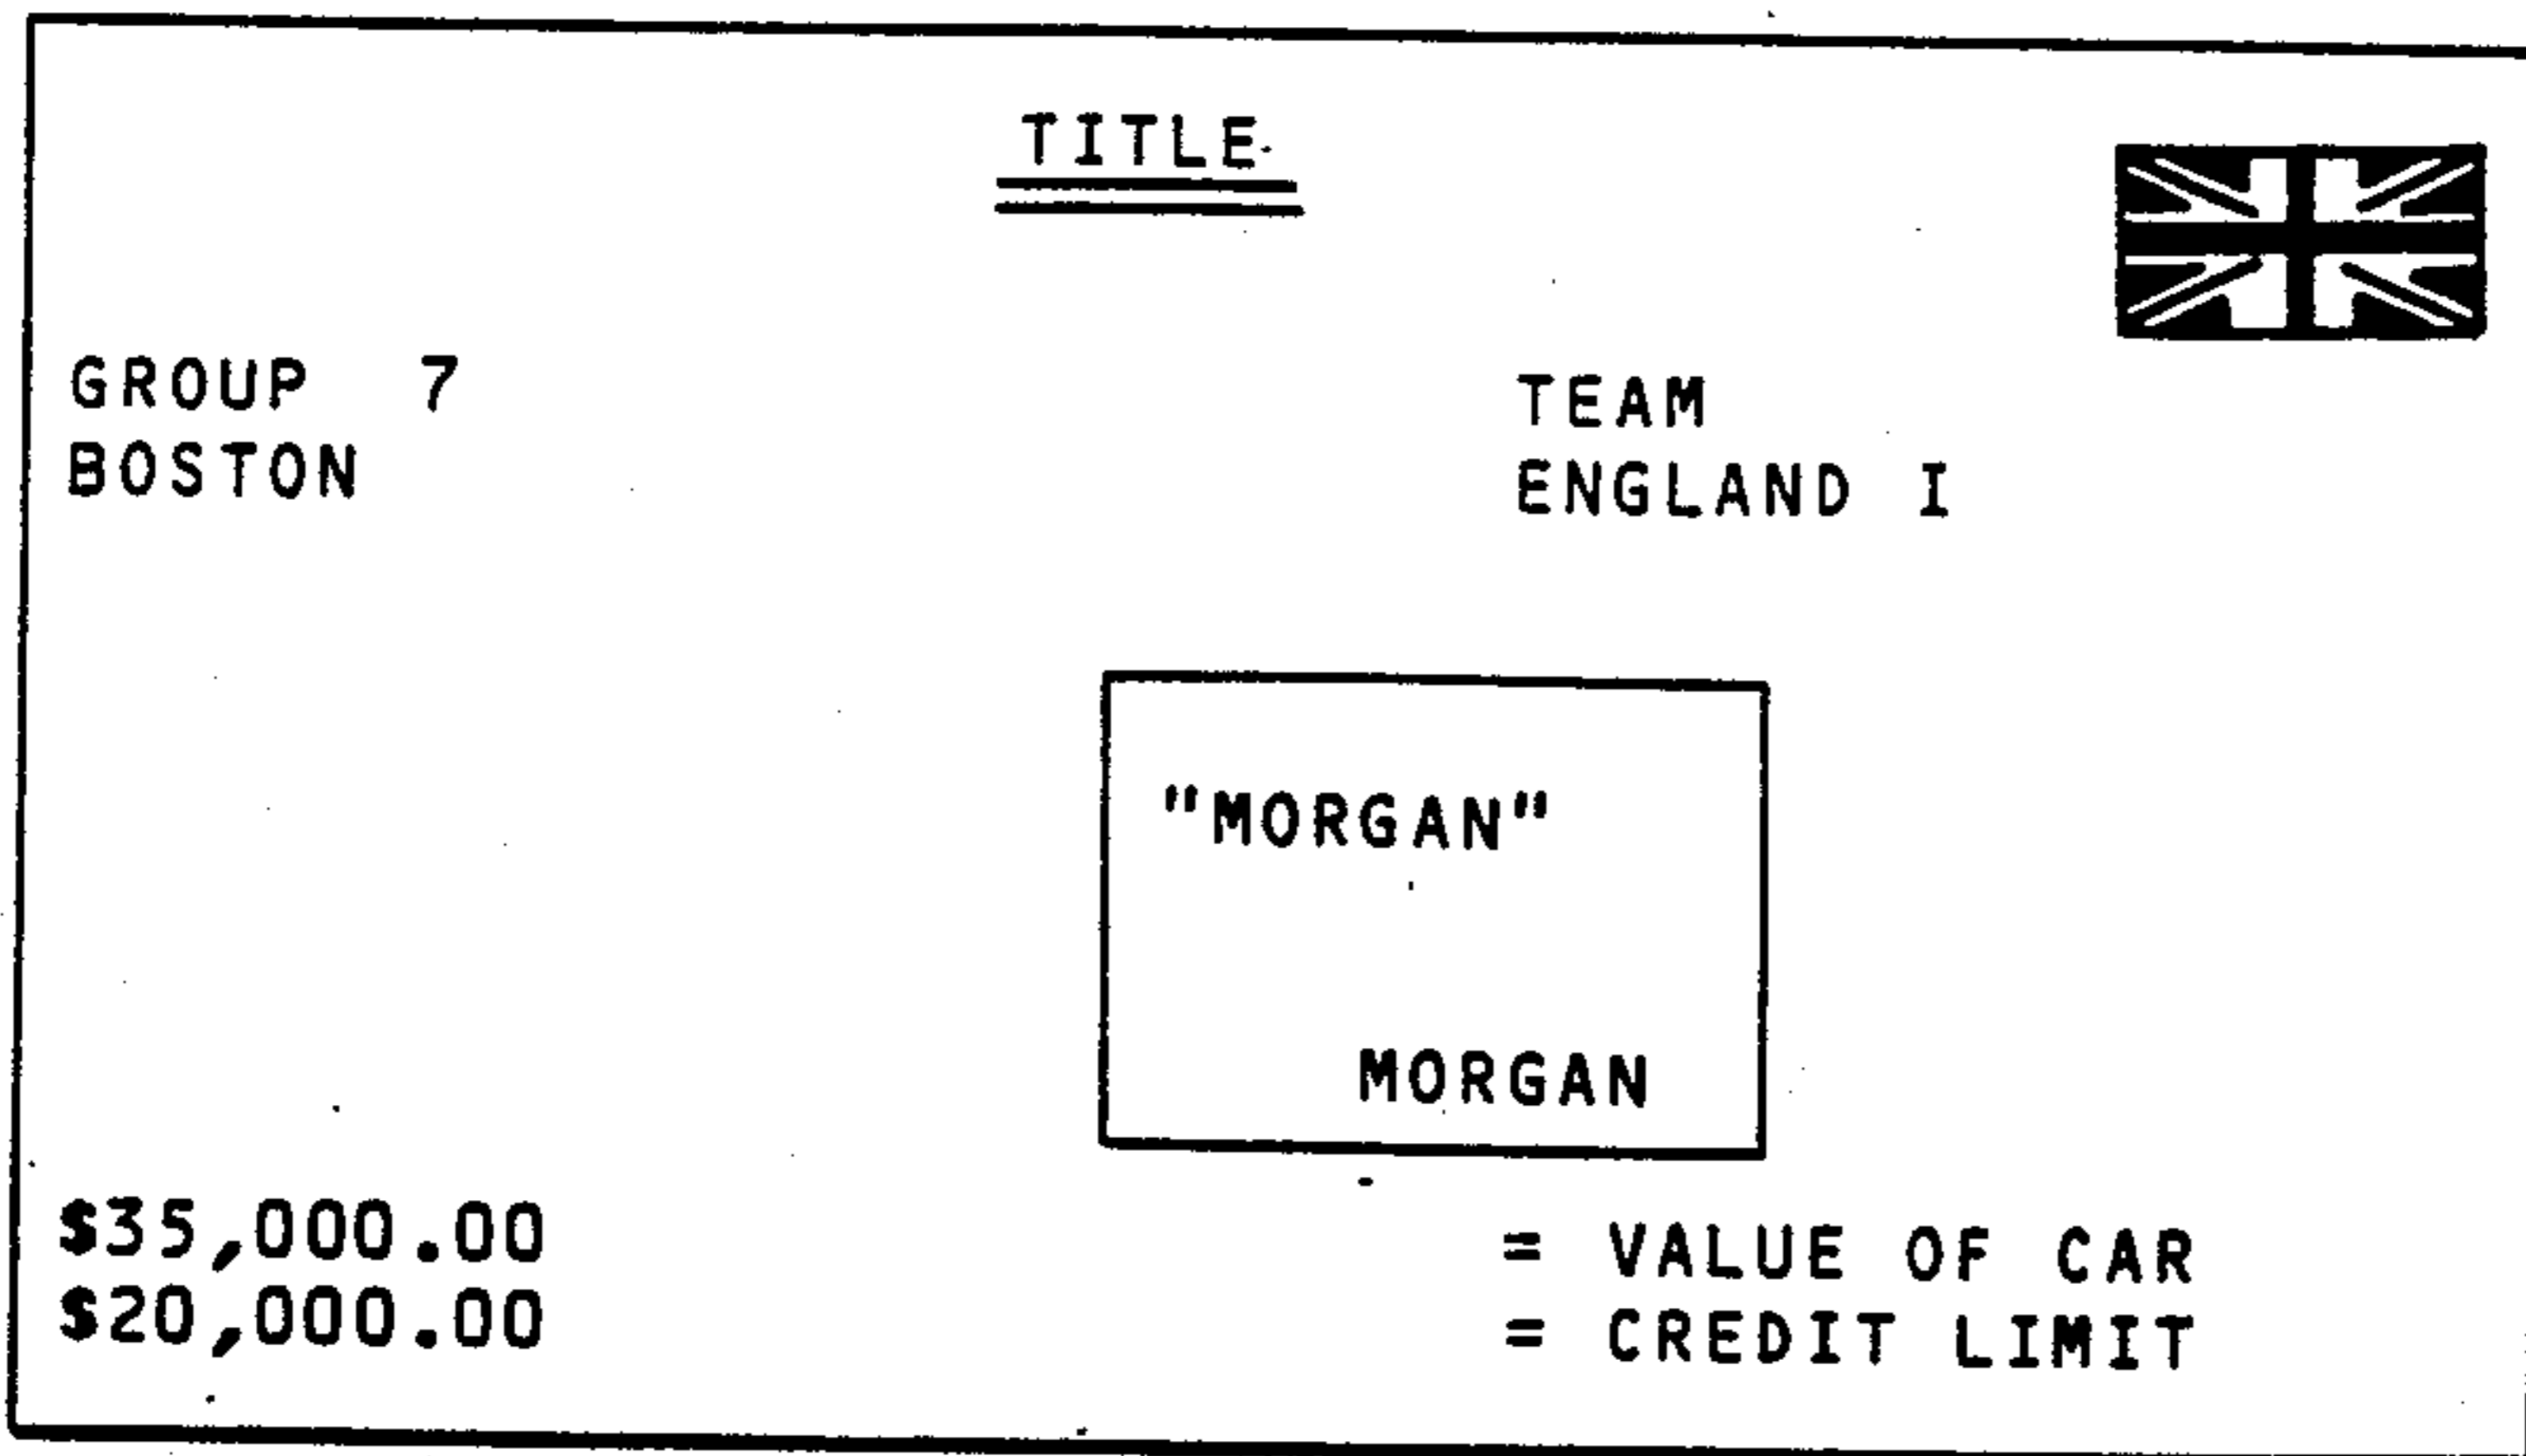 TITLE
GROUP 7
BOSTON
TEAM
ENGLAND I
"MORGAN"
MORGAN
$35,000.00 = VALUE OF CAR
$20,000.00 = CREDIT LIMIT